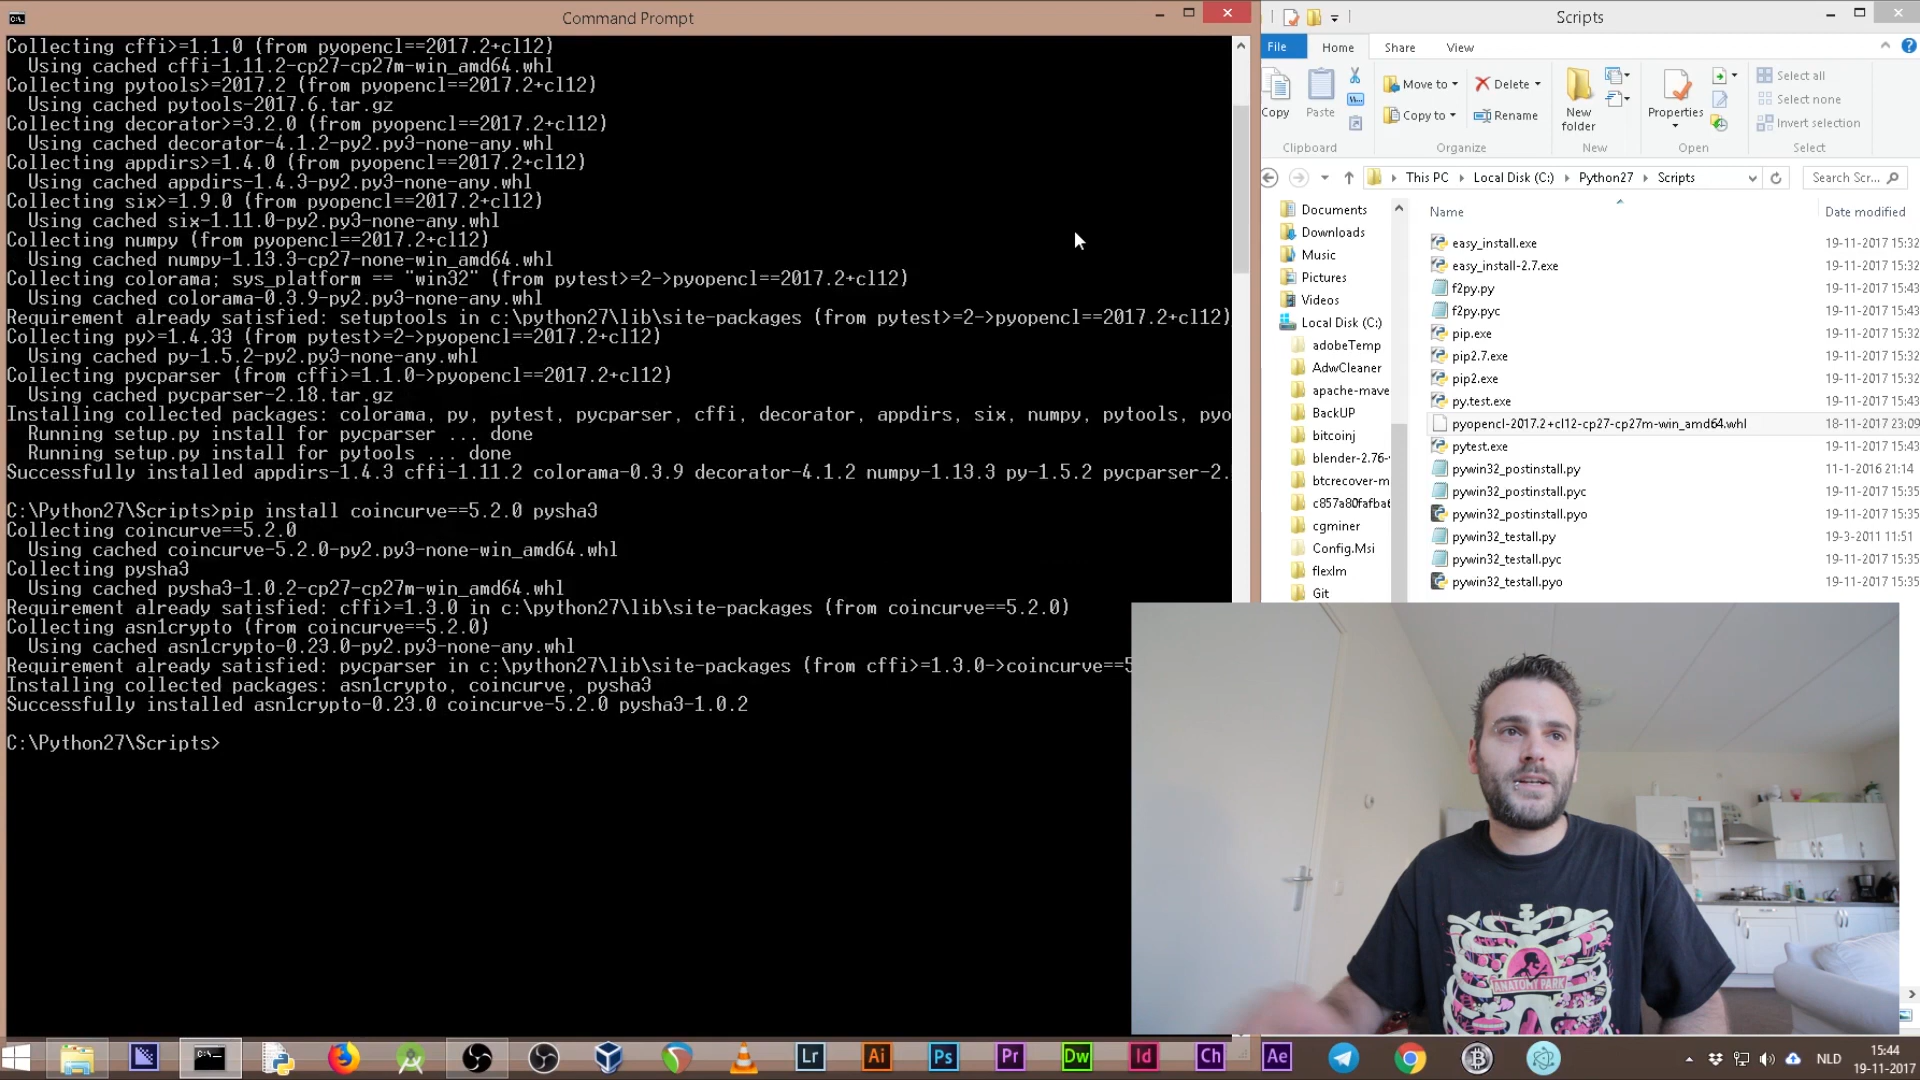 Command Prompt
Collecting cffi>=1.1.0 (from pyopencl==2017.2+cl12)
Using cached cffi-1.11.2-cp27-cp27m-win_amd64.whl
Collecting pytools>=2017.2 (from pyopencl==2017.2+cl12)
Using cached pytools-2017.6.tar.gz
Collecting decorator>=3.2.0 (from pyopencl==2017.2+cl12)
Using cached decorator-4.1.2-py2.py3-none-any.whl
Collecting appdirs>=1.4.0 (from pyopencl==2017.2+cl12)
Using cached appdirs-1.4.3-py2.py3-none-any.whl
Collecting six>=1.9.0 (from pyopencl==2017.2+cl12)
Using cached six-1.11.0-py2.py3-none-any.whl
Collecting numpy (from pyopencl==2017.2+cl12)
Using cached numpy-1.13.3-cp27-none-win_amd64.whl
Collecting colorama; sys_platform == "win32" (from pytest>=2->pyopencl==2017.2+cl12)
Using cached colorama-0.3.9-py2.py3-none-any.whl
Requirement already satisfied: setuptools in c:\python27\lib\site-packages (from pytest>=2->pyopencl==2017.2+cl12)
Collecting py>=1.4.33 (from pytest>=2->pyopencl==2017.2+cl12)
Using cached py-1.5.2-py2.py3-none-any.whl
Collecting pycparser (from cffi>=1.1.0->pyopencl==2017.2+cl12)
Using cached pycparser-2.18.tar.gz
Installing collected packages: colorama, py, pytest, pycparser, cffi, decorator, appdirs, six, numpy, pytools, pyo
Running setup.py install for pycparser ... done
Running setup.py install for pytools ... done
Successfully installed appdirs-1.4.3 cffi-1.11.2 colorama-0.3.9 decorator-4.1.2 numpy-1.13.3 py-1.5.2 pycparser-2.
C:\Python27\Scripts>pip install coincurve==5.2.0 pysha3
Collecting coincurve==5.2.0
Using cached coincurve-5.2.0-py2.py3-none-win_amd64.whl
Collecting pysha3
Using cached pysha3-1.0.2-cp27-cp27m-win_amd64.whl
Requirement already satisfied: cffi>=1.3.0 in c:\python27\lib\site-packages (from coincurve==5.2.0)
Collecting asn1crypto (from coincurve==5.2.0)
Using cached asn1crypto-0.23.0-py2.py3-none-any.whl
Requirement already satisfied: pycparser in c:\python27\lib\site-packages (from cffi>=1.3.0->coincurve==5
Installing collected packages: asn1crypto, coincurve, pysha3
Successfully installed asn1crypto-0.23.0 coincurve-5.2.0 pysha3-1.0.2
C:\Python27\Scripts>
Scripts
File Home Share View
Copy Paste Move to Delete New folder Properties Select all
Copy to Rename Select none
Invert selection
Clipboard Organize New Open Select
This PC Local Disk (C:) Python27 Scripts Search Scr...
Documents
Downloads
Music
Pictures
Videos
Local Disk (C:)
adobeTemp
AdwCleaner
apache-mave
BackUP
bitcoinj
blender-2.76-
btcrecover-m
c857a80fafbat
cgminer
Config.Msi
flexlm
Git
Name Date modified
easy_install.exe 19-11-2017 15:32
easy_install-2.7.exe 19-11-2017 15:32
f2py.py 19-11-2017 15:43
f2py.pyc 19-11-2017 15:43
pip.exe 19-11-2017 15:32
pip2.7.exe 19-11-2017 15:32
pip2.exe 19-11-2017 15:32
py.test.exe 19-11-2017 15:43
pyopencl-2017.2+cl12-cp27-cp27m-win_amd64.whl 18-11-2017 23:09
pytest.exe 19-11-2017 15:43
pywin32_postinstall.py 11-1-2016 21:14
pywin32_postinstall.pyc 19-11-2017 15:35
pywin32_postinstall.pyo 19-11-2017 15:35
pywin32_testall.py 19-3-2011 11:51
pywin32_testall.pyc 19-11-2017 15:35
pywin32_testall.pyo 19-11-2017 15:35
ANATOMY PARK
Lr Ai Ps Pr Dw Id Ch Ae NLD 15:44
19-11-2017